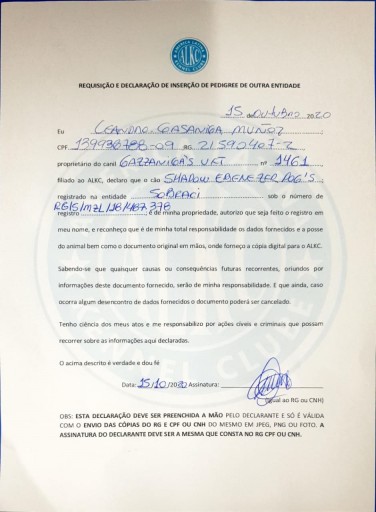 ALKC
REQUISIÇÃO E DECLARAÇÃO DE INSERÇÃO DE PEDIGREE DE OUTRA ENTIDADE
15 de OUTUBRO 2020
Eu LEANDRO GASANIGA MUÑOZ ;
CPF 139938788-09 RG 21590407-2 ,
proprietário do canil GAZZANIGA'S VKT nº 1461 ,
filiado ao ALKC, declaro que o cão SHADOW EBENEZER DOG'S ;
registrado na entidade SOBRACI sob o número de
RG/S/MZL/18/487.378
registro ; é de minha propriedade, autorizo que seja feito o registro em
meu nome, e reconheço que é de minha total responsabilidade os dados fornecidos e a posse
do animal bem como o documento original em mãos, onde forneço a cópia digital para o ALKC.
Sabendo-se que quaisquer causas ou consequências futuras recorrentes, oriundos por
informações deste documento fornecido, serão de minha responsabilidade. E que ainda, caso
ocorra algum desencontro de dados fornecidos o documento poderá ser cancelado.
Tenho ciência dos meus atos e me responsabilizo por ações civeis e criminais que possam
recorrer sobre as informações aqui declarados.
O acima descrito é verdade e dou fé
Data: 15/10/2020 Assinatura:
(Igual ao RG ou CNH)
OBS: ESTA DECLARAÇÃO DEVE SER PREENCHIDA A MÃO PELO DECLARANTE E SÓ É VÁLIDA
COM O ENVIO DAS CÓPIAS DO RG E CPF OU CNH DO MESMO EM JPEG, PNG OU FOTO. A
ASSINATURA DO DECLARANTE DEVE SER A MESMA QUE CONSTA NO RG CPF OU CNH.